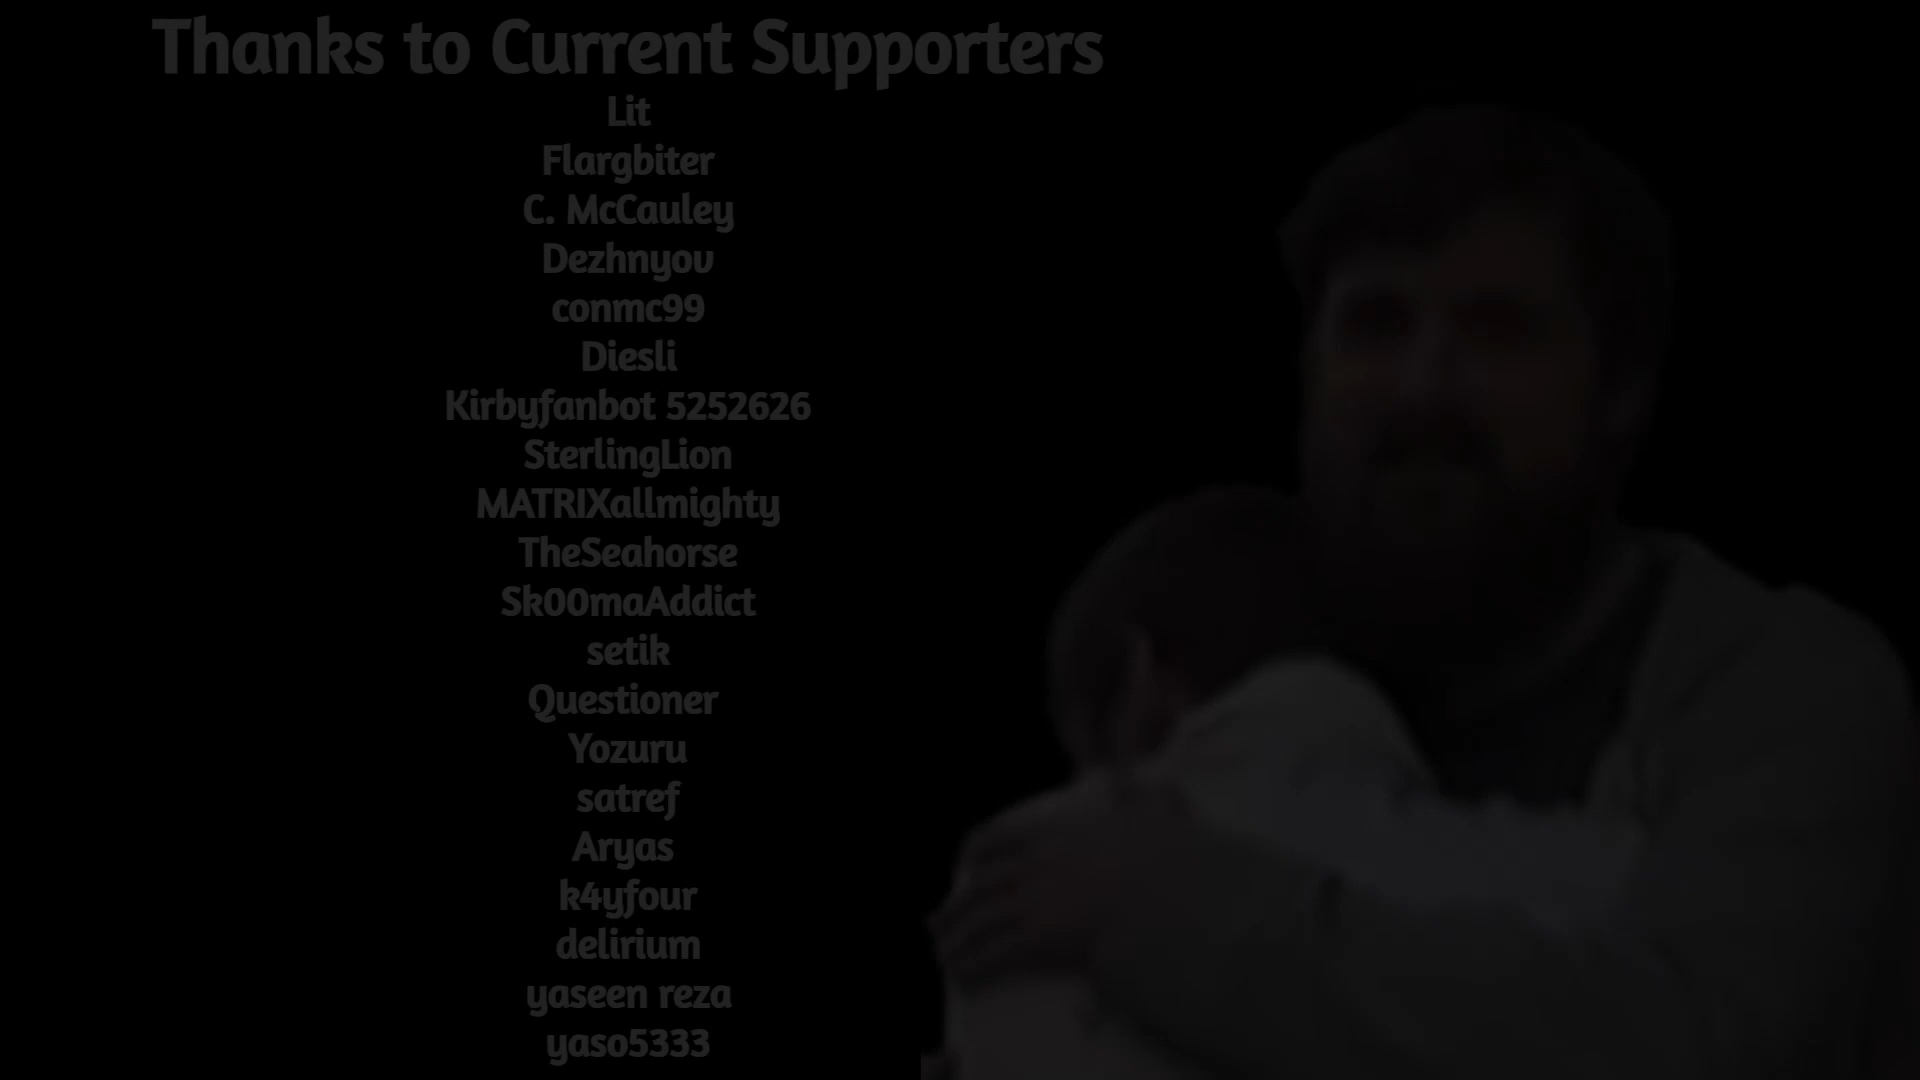 Thanks to Current Supporters
Lit
Flargbiter
C. McCauley
Dezhnyov
conmc99
Diesli
Kirbyfanbot 5252626
SterlingLion
MATRIXallmighty
TheSeahorse
Sk00maAddict
setik
Questioner
Yozuru
satref
Aryas
k4yfour
delirium
yaseen reza
yaso5333